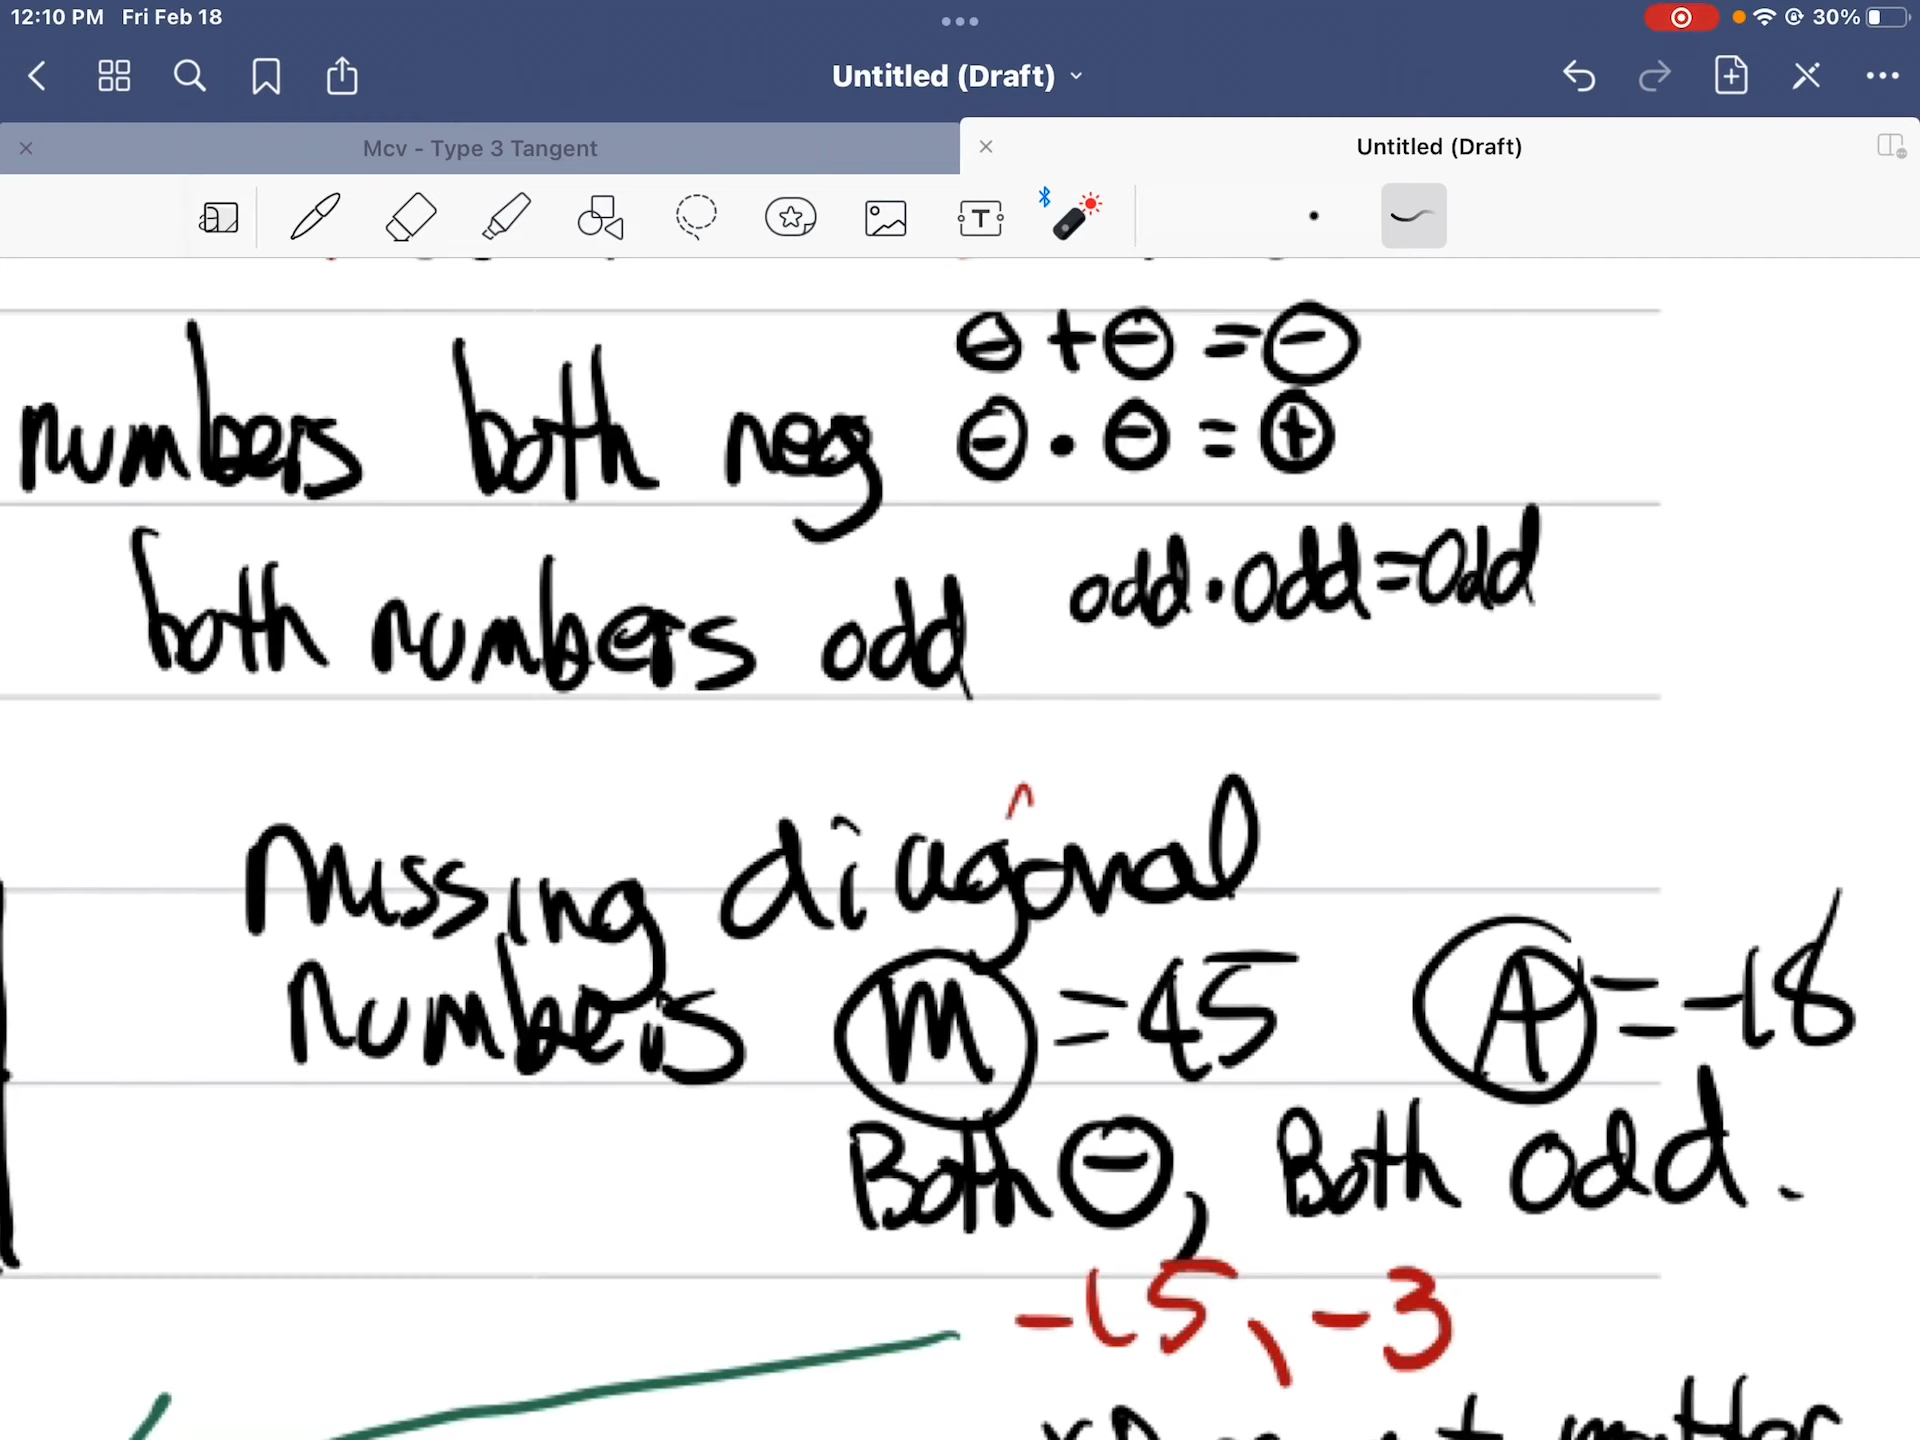 12:10 PM Fri Feb 18
30%
Untitled (Draft)
Mcv - Type 3 Tangent
Untitled (Draft)
T
⊖ + ⊖ = ⊖
numbers both neg ⊖ • ⊖ = ⊕
both numbers odd odd • odd = odd
Missing diagonal
numbers M = 45 A = -18
Both ⊖, Both odd.
-15, -3
matter